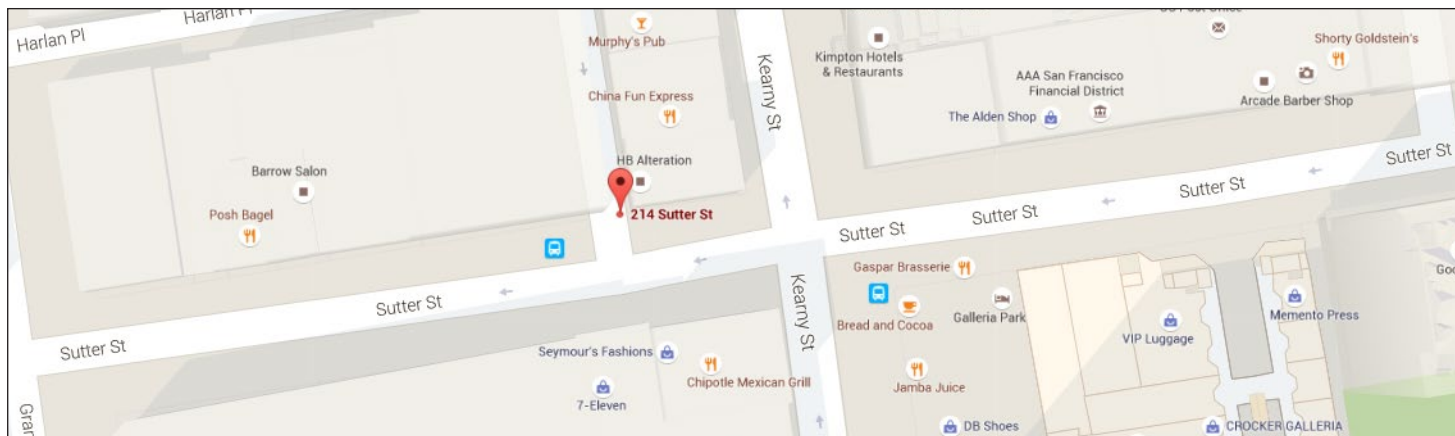 Harlan Pl
Harlan Pl
Murphy's Pub
China Fun Express
HB Alteration
Kearny St
Kimpton Hotels
& Restaurants
AAA San Francisco
Financial District
The Alden Shop
Shorty Goldstein's
Arcade Barber Shop
Barrow Salon
Posh Bagel
214 Sutter St
Sutter St
Sutter St
Sutter St
Sutter St
Sutter St
Sutter St
Gaspar Brasserie
Bread and Cocoa
Galleria Park
Kearny St
Memento Press
VIP Luggage
Seymour's Fashions
Chipotle Mexican Grill
7-Eleven
Jamba Juice
DB Shoes
CROCKER GALLERIA